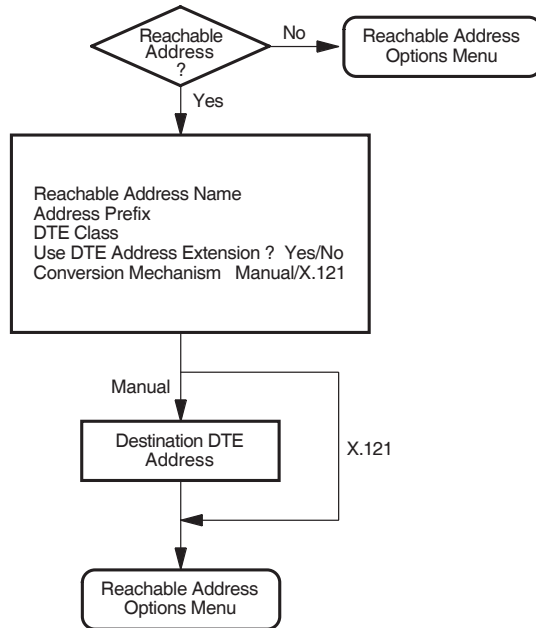 Reachable
Address
?
No
Reachable Address
Options Menu
Yes
Reachable Address Name
Address Prefix
DTE Class
Use DTE Address Extension ? Yes/No
Conversion Mechanism Manual/X.121
Manual
Destination DTE
Address
X.121
Reachable Address
Options Menu